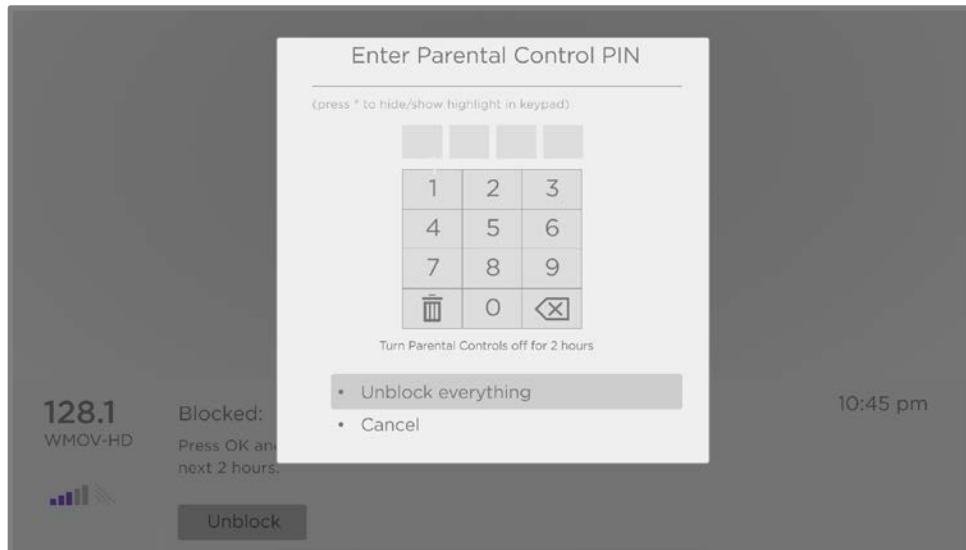 Enter Parental Control PIN
(press * to hide/show highlight in keypad)
1 2 3
4 5 6
7 8 9
0
Turn Parental Controls off for 2 hours
• Unblock everything
• Cancel
128.1
WMOV-HD
Blocked:
Press OK
next 2 hours.
Unblock
10:45 pm